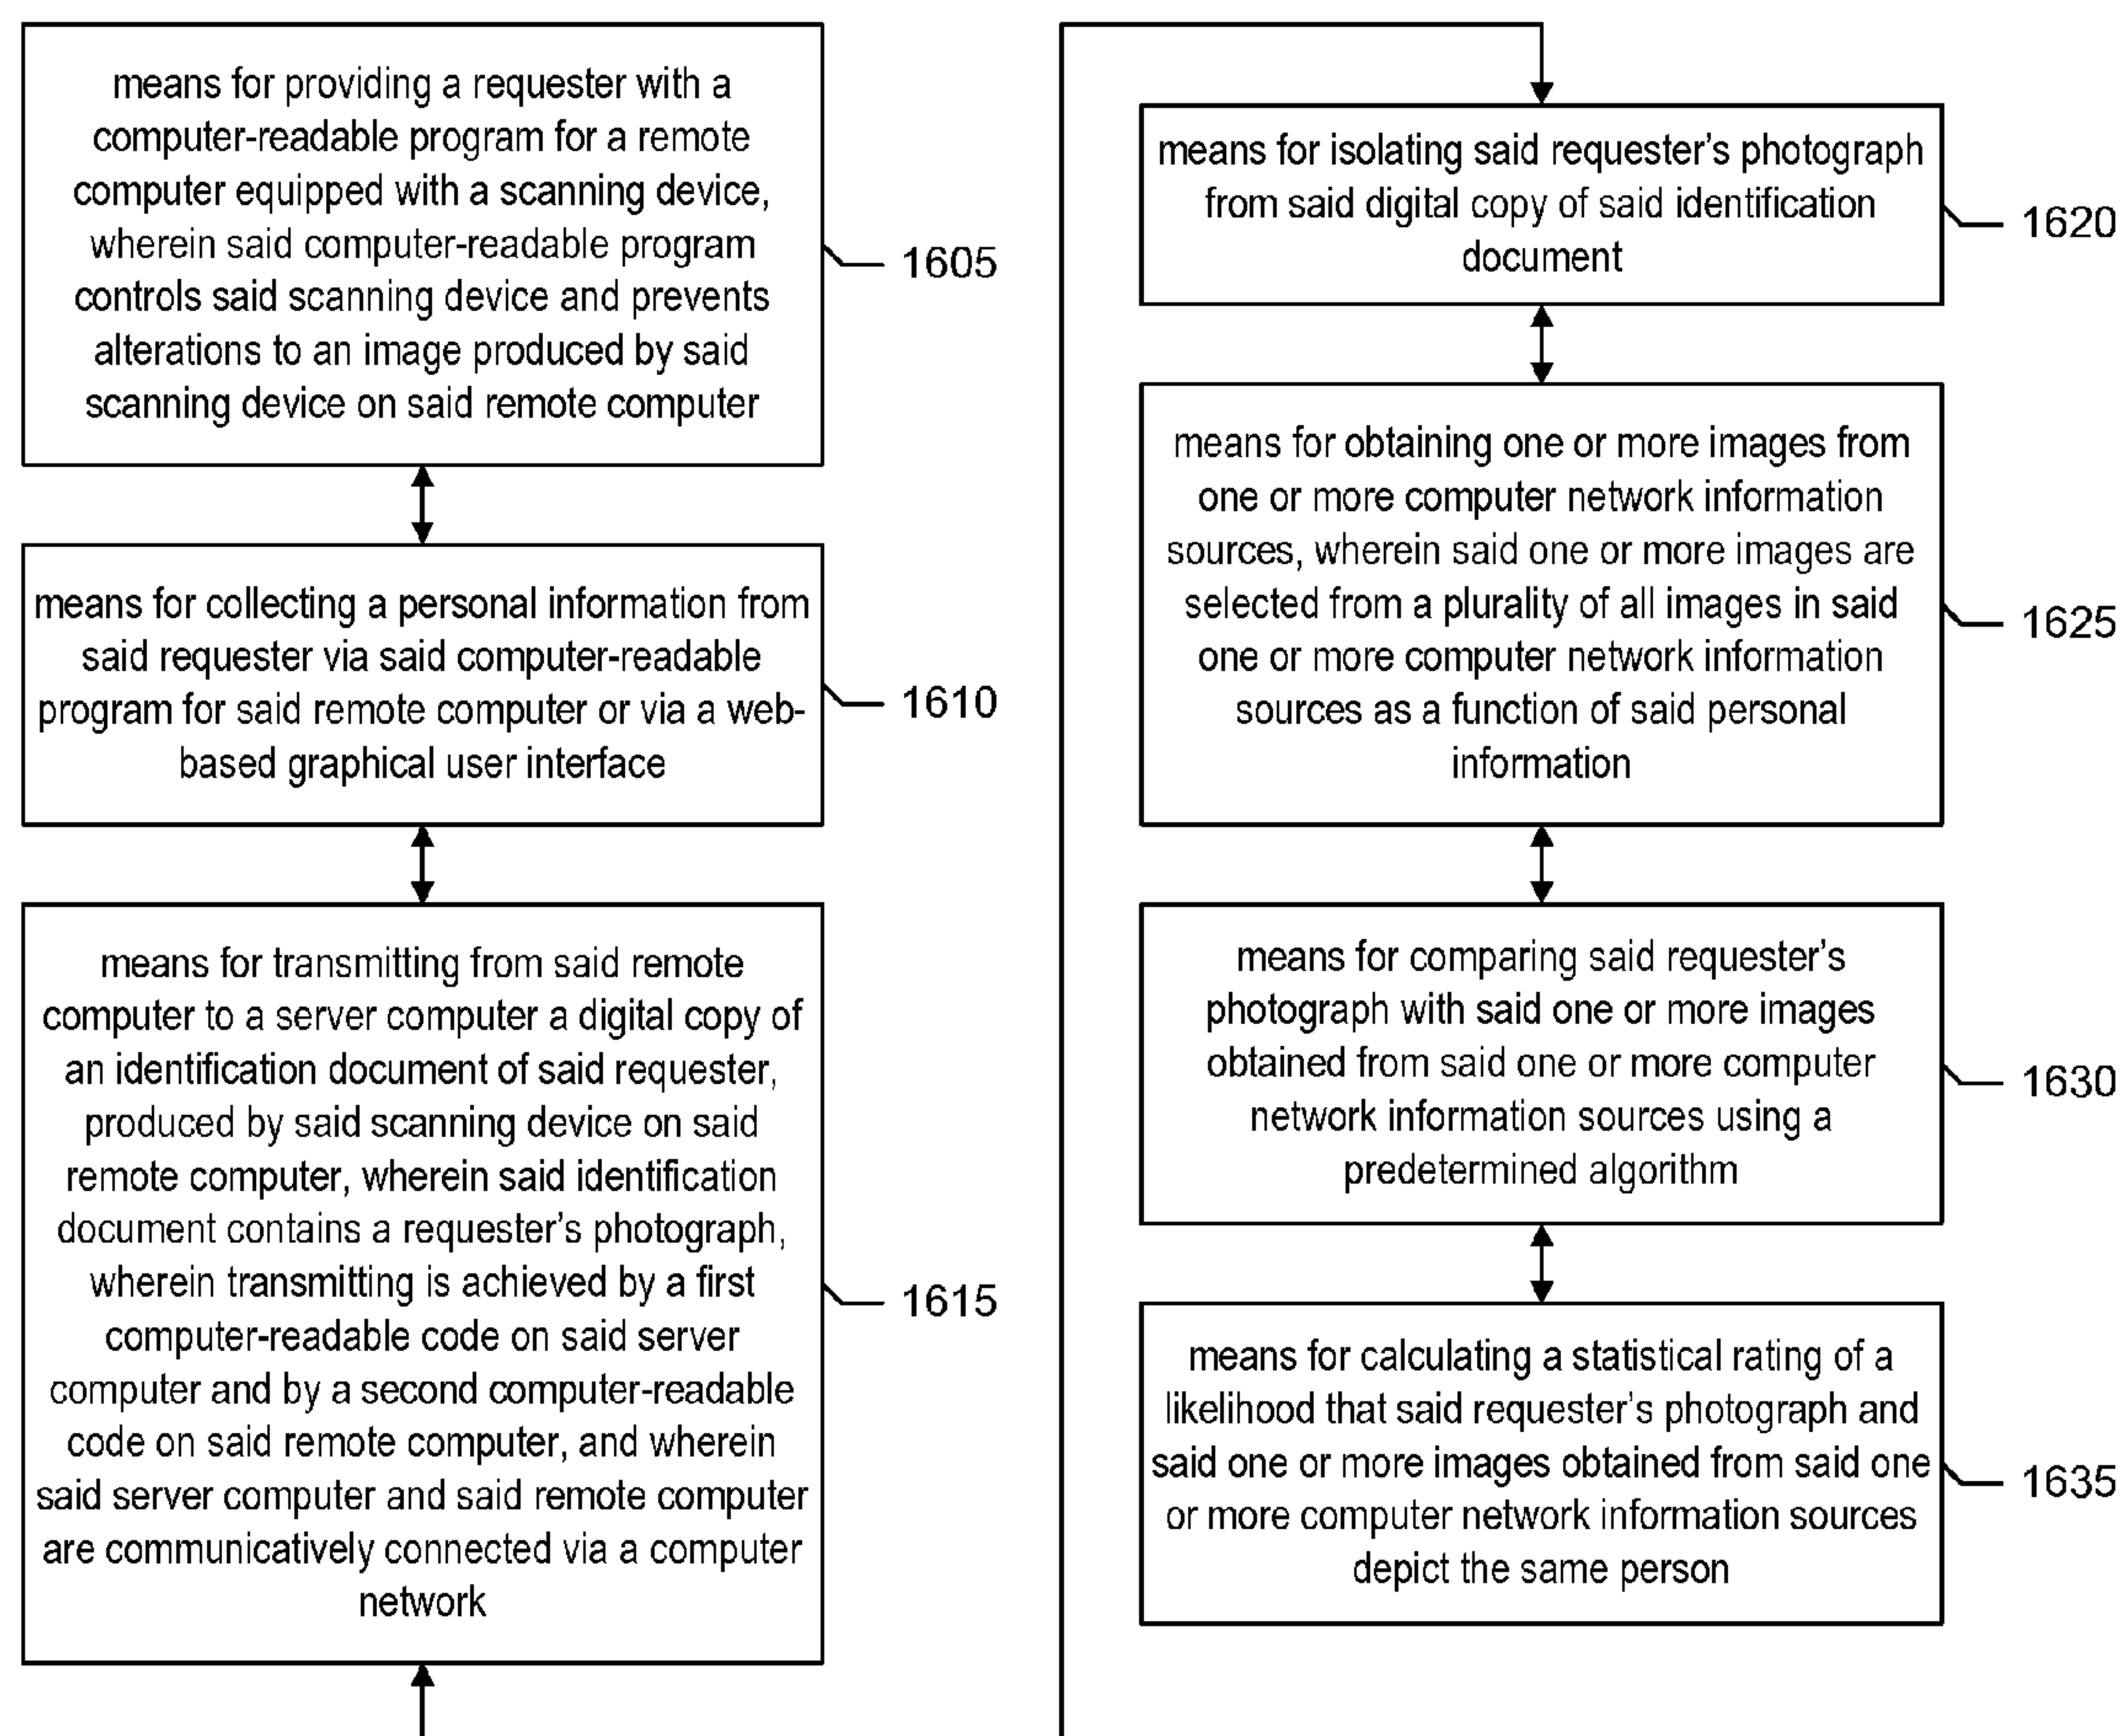 means for providing a requester with a
computer-readable program for a remote
computer equipped with a scanning device,
wherein said computer-readable program
controls said scanning device and prevents
alterations to an image produced by said
scanning device on said remote computer
1605
means for collecting a personal information from
said requester via said computer-readable
program for said remote computer or via a web-
based graphical user interface
1610
means for transmitting from said remote
computer to a server computer a digital copy of
an identification document of said requester,
produced by said scanning device on said
remote computer, wherein said identification
document contains a requester's photograph,
wherein transmitting is achieved by a first
computer-readable code on said server
computer and by a second computer-readable
code on said remote computer, and wherein
said server computer and said remote computer
are communicatively connected via a computer
network
1615
means for isolating said requester's photograph
from said digital copy of said identification
document
1620
means for obtaining one or more images from
one or more computer network information
sources, wherein said one or more images are
selected from a plurality of all images in said
one or more computer network information
sources as a function of said personal
information
1625
means for comparing said requester's
photograph with said one or more images
obtained from said one or more computer
network information sources using a
predetermined algorithm
1630
means for calculating a statistical rating of a
likelihood that said requester's photograph and
said one or more images obtained from said one
or more computer network information sources
depict the same person
1635